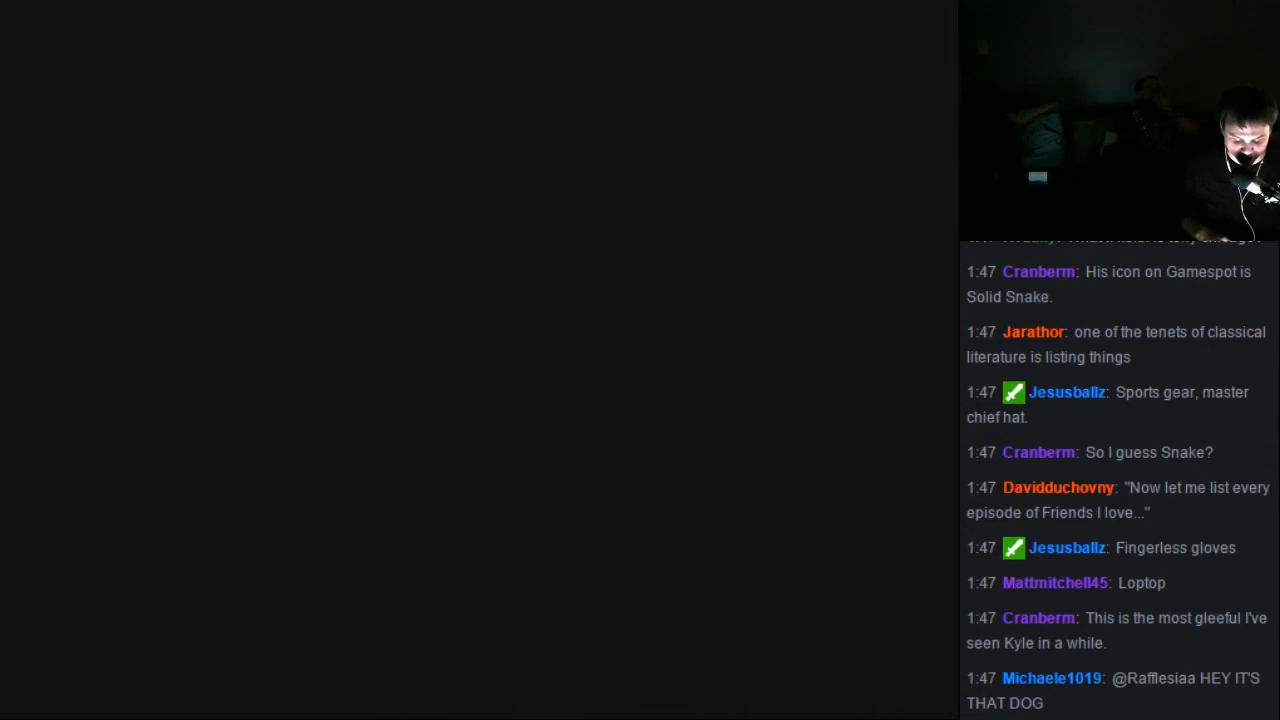 1:47 Cranberm: His icon on Gamespot is
Solid Snake.
1:47 Jarathor: one of the tenets of classical
literature is listing things
1:47 Jesusballz: Sports gear, master
chief hat.
1:47 Cranberm: So I guess Snake?
1:47 Davidduchovny: "Now let me list every
episode of Friends I love..."
1:47 Jesusballz: Fingerless gloves
1:47 Mattmitchell45: Loptop
1:47 Cranberm: This is the most gleeful I've
seen Kyle in a while.
1:47 Michaele1019: @Rafflesiaa HEY IT'S
THAT DOG